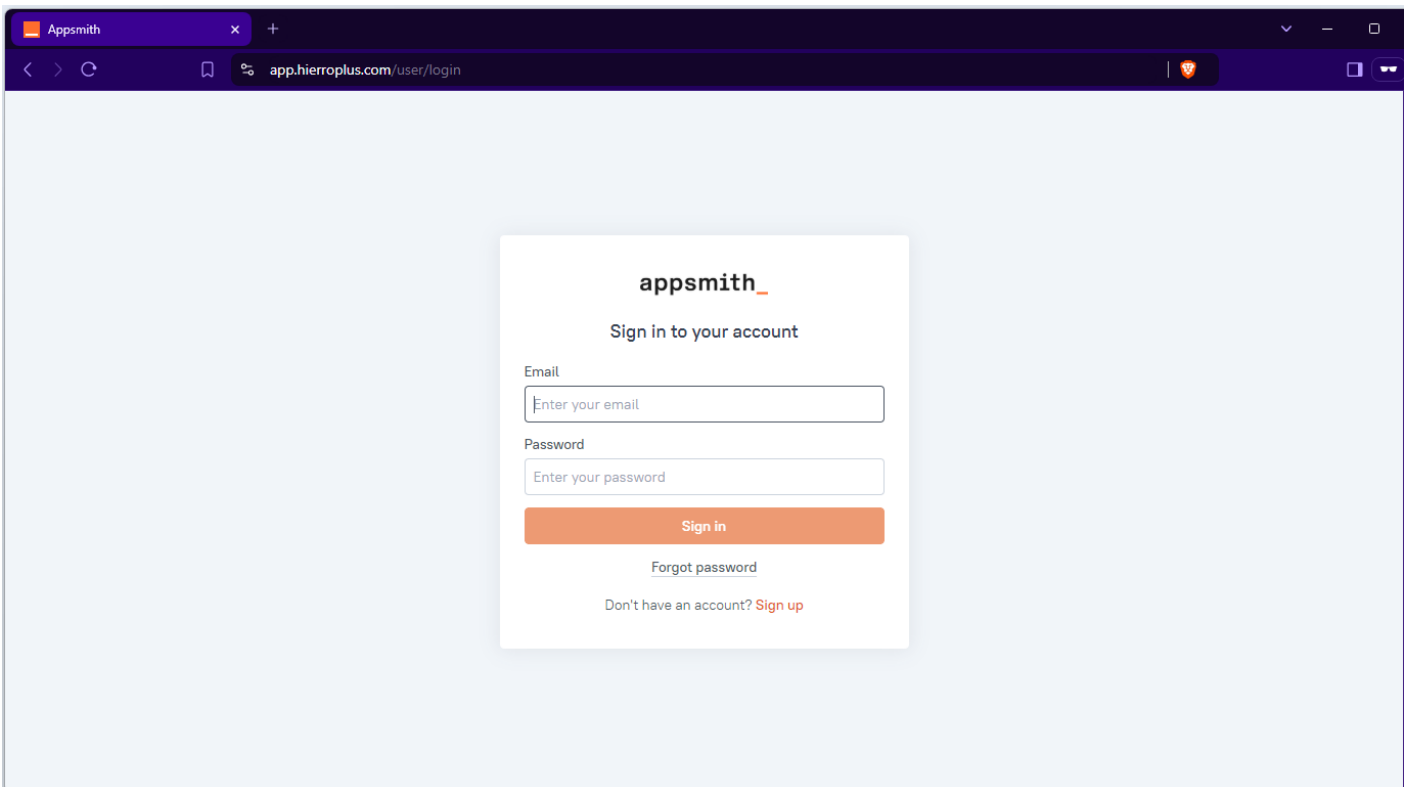 Appsmith
app.hierroplus.com/user/login
appsmith_
Sign in to your account
Email
Enter your email
Password
Enter your password
Sign in
Forgot password
Don't have an account? Sign up